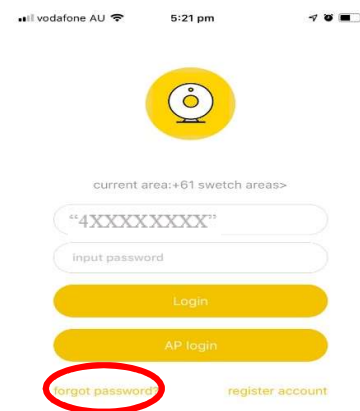 vodafone AU 5:21 pm
current area:+61 swetch areas>
“4XXXXXXXX”
input password
Login
AP login
forgot password? register account